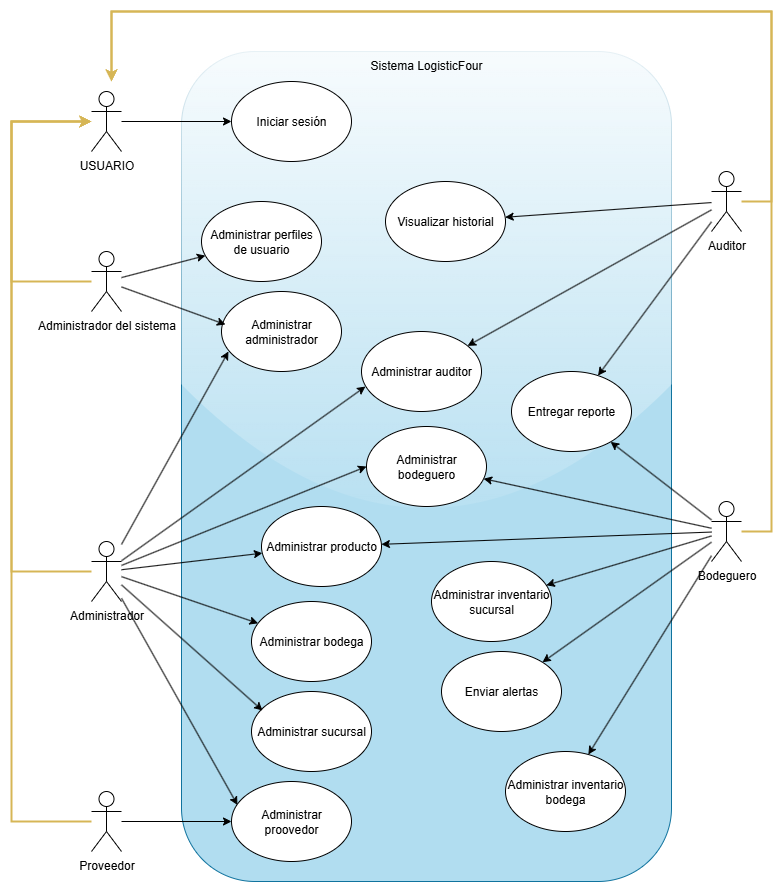 Sistema LogisticFour
Iniciar sesión
USUARIO
Administrar perfiles
de usuario
Visualizar historial
Auditor
Administrador del sistema
Administrar
administrador
Administrar auditor
Entregar reporte
Administrar
bodeguero
Administrar producto
Bodeguero
Administrar inventario
sucursal
Administrador
Administrar bodega
Enviar alertas
Administrar sucursal
Administrar inventario
bodega
Administrar
proovedor
Proveedor